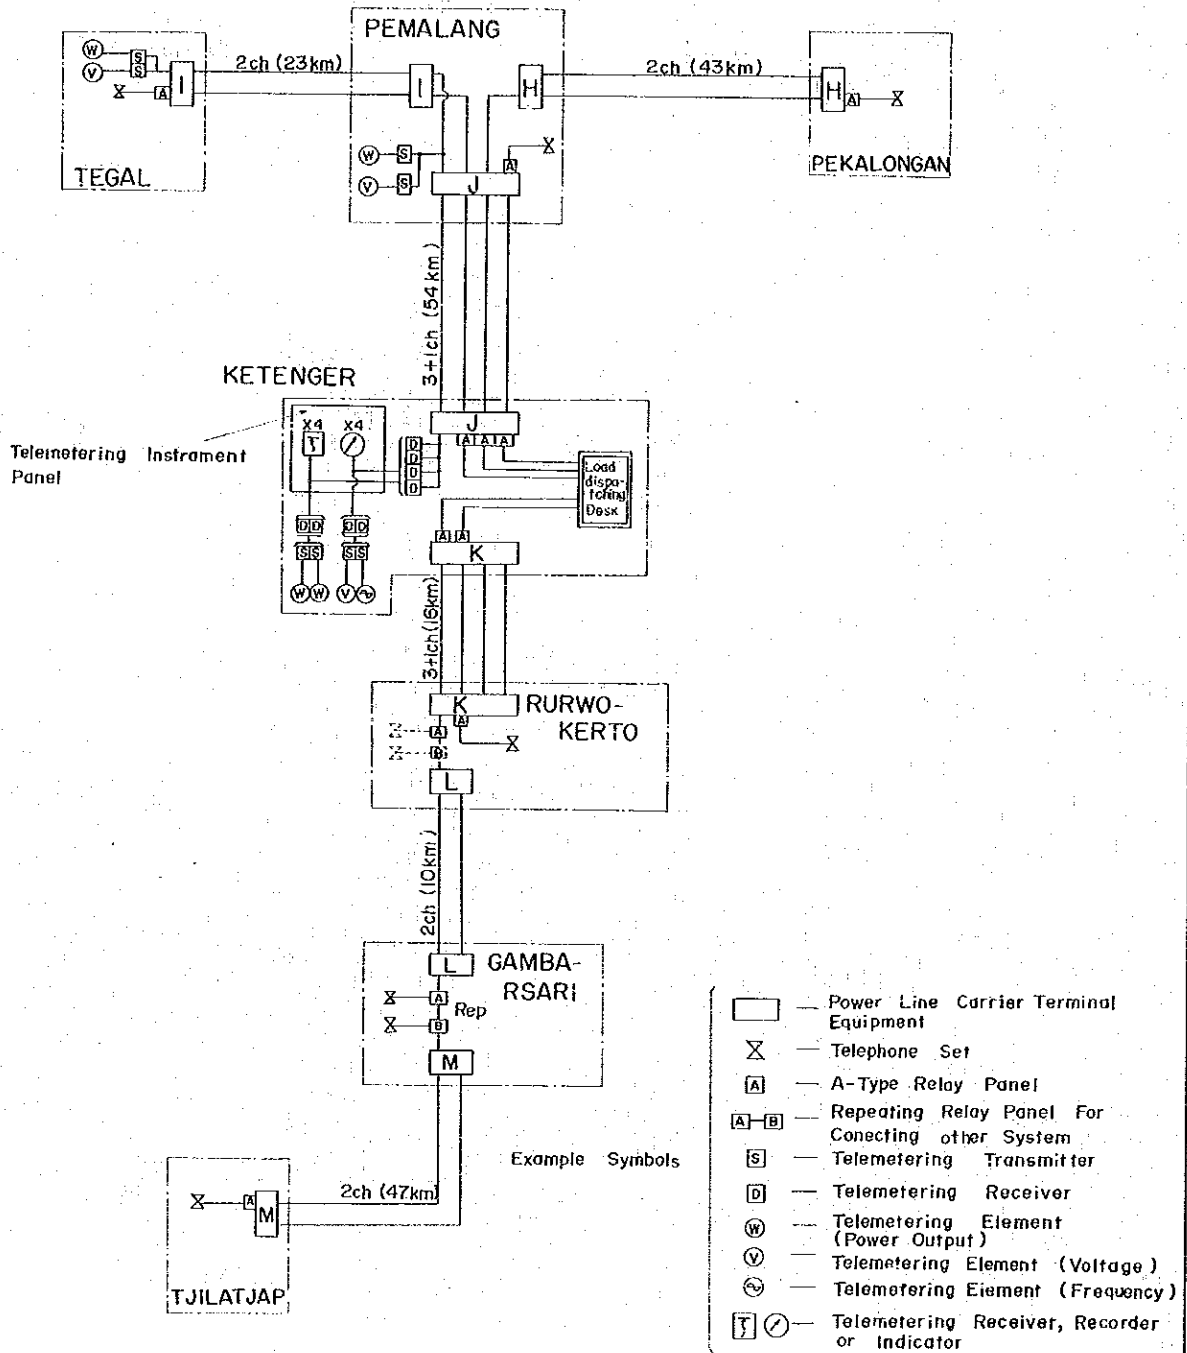 PEMALANG
W
S
V
S
A
I
2ch (23km)
I
H
2ch (43km)
H
A
TEGAL
W
S
V
S
A
J
PEKALONGAN
3+1ch (54km)
KETENGER
X4
X4
J
A
A
A
D
D
D
D
Telemetering Instrament
Panel
Load
dispa-
tching
Desk
D
D
D
D
S
S
S
S
A
A
K
W
W
V
3+1ch (16km)
K
RURWO-
KERTO
A
A
B
L
2ch (10km)
L
GAMBA-
RSARI
A
Rep
B
M
2ch (47km)
A
M
TJILATJAP
Example Symbols
Power Line Carrier Terminal
Equipment
Telephone Set
A
A-Type Relay Panel
A
B
Repeating Relay Panel For
Conecting other System
S
Telemetering Transmitter
D
Telemetering Receiver
W
Telemetering Element
(Power Output)
V
Telemetering Element (Voltage)
Telemetering Element (Frequency)
Telemetering Receiver, Recorder
or Indicator